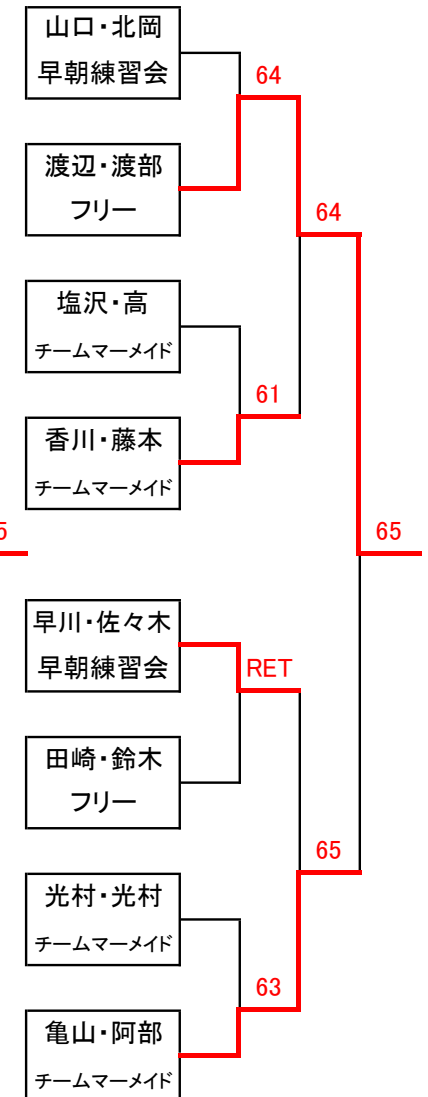 山口・北岡
早朝練習会
64
渡辺・渡部
フリー
64
塩沢・高
チームマーメイド
61
香川・藤本
チームマーメイド
5
65
早川・佐々木
早朝練習会
RET
田崎・鈴木
フリー
65
光村・光村
チームマーメイド
63
亀山・阿部
チームマーメイド